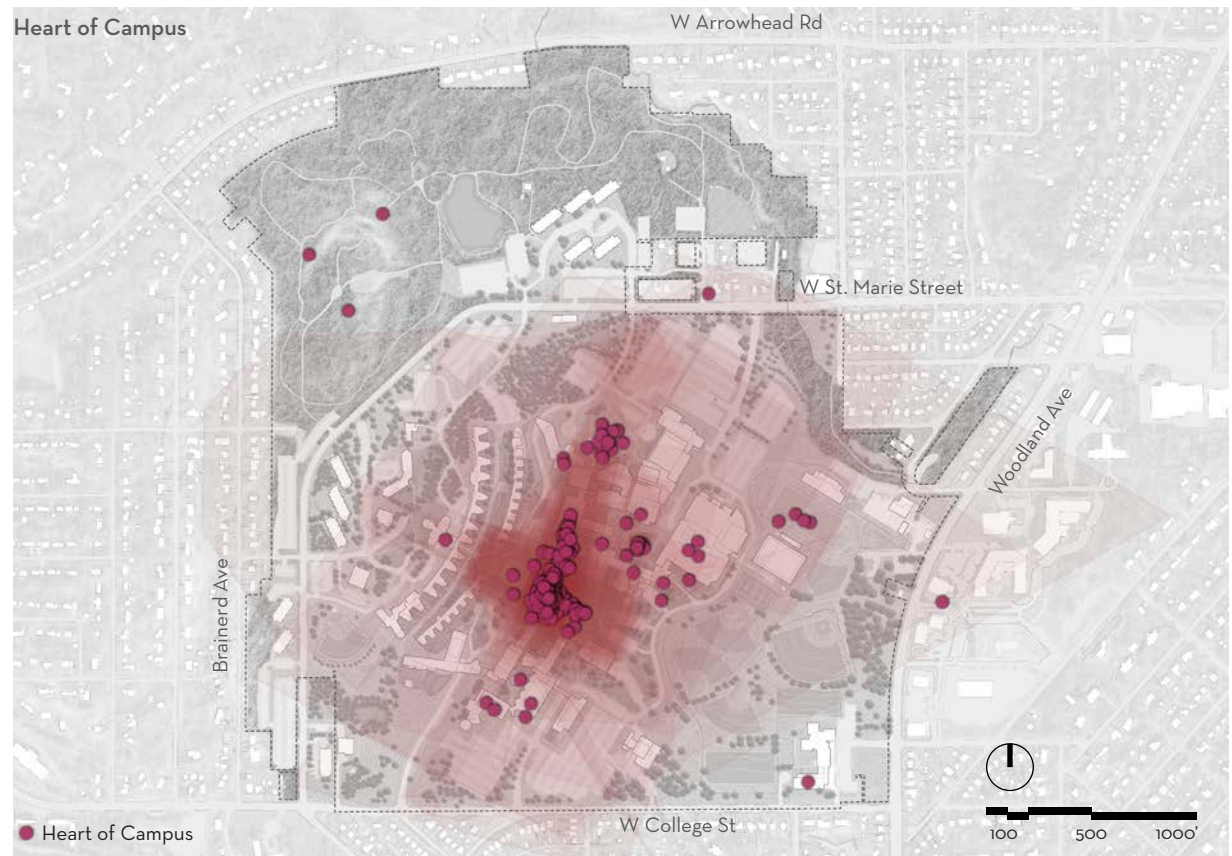 Heart of Campus
W Arrowhead Rd
W St. Marie Street
Woodland Ave
Brainerd Ave
W College St
Heart of Campus
100 500 1000'